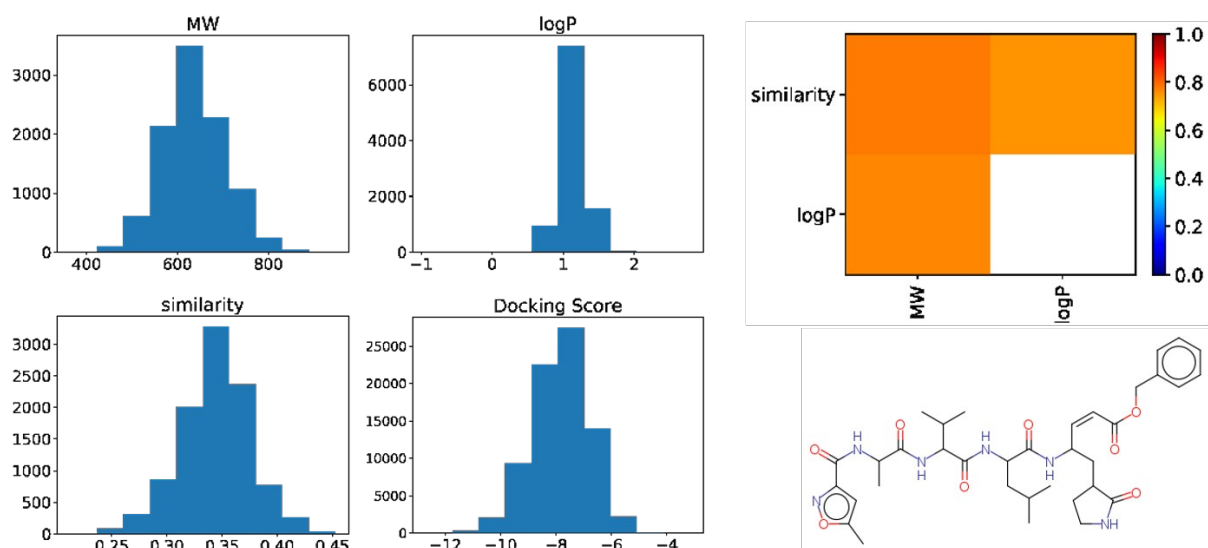 MW
3000
2000
1000
0
400
600
800
logP
6000
4000
2000
0
−1
0
1
2
similarity
logP
MW
logP
1.0
0.8
0.6
0.4
0.2
0.0
similarity
3000
2500
2000
1500
1000
500
0
0.25
0.30
0.35
0.40
0.45
Docking Score
25000
20000
15000
10000
5000
0
−12
−10
−8
−6
−4
O
O
O
O
H
N
H
N
O
O
N
H
O
N
H
O
N
O
O
NH